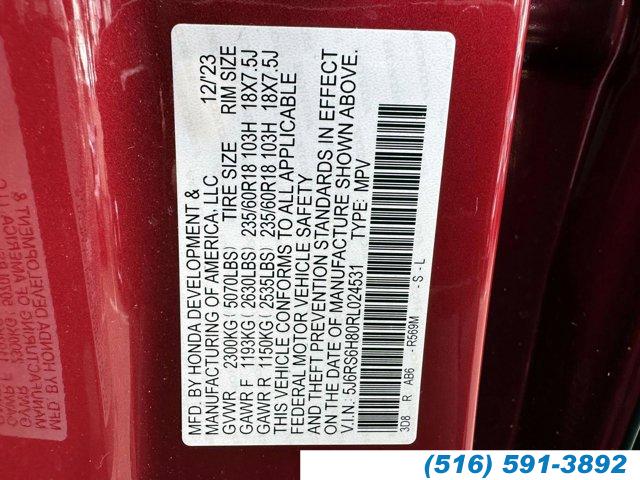 MFD. BY HONDA DEVELOPMENT &
MANUFACTURING OF AMERICA, LLC 12/'23
GVWR 2300KG (5070LBS) TIRE SIZE RIM SIZE
GAWR F 1193KG (2630LBS) 235/60R18 103H 18X7.5J
GAWR R 1150KG (2535LBS) 235/60R18 103H 18X7.5J
THIS VEHICLE CONFORMS TO ALL APPLICABLE
FEDERAL MOTOR VEHICLE SAFETY
AND THEFT PREVENTION STANDARDS IN EFFECT
ON THE DATE OF MANUFACTURE SHOWN ABOVE.
V.I.N.: 5J6RS6H80RL024531 TYPE: MPV
3D8 R AB6 - R569M - S - L
(516) 591-3892